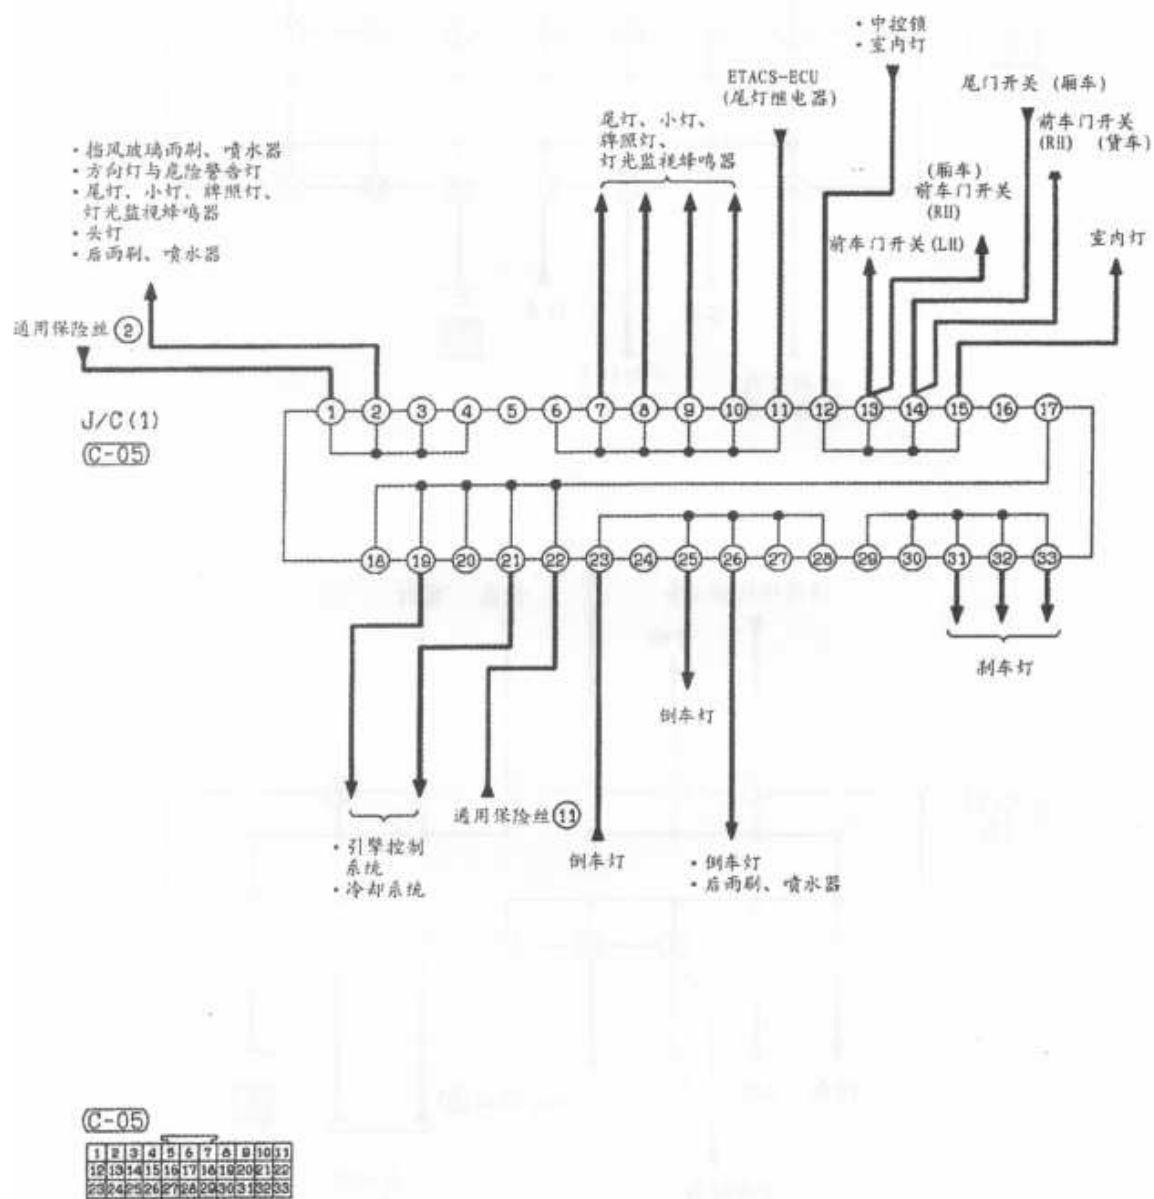 · 中控锁
· 室内灯
ETACS-ECU
(尾灯继电器)
尾门开关 (厢车)
前车门开关
(RH) (货车)
尾灯、小灯、
牌照灯、
灯光监视蜂鸣器
· 挡风玻璃雨刷、喷水器
· 方向灯与危险警告灯
· 尾灯、小灯、牌照灯、
灯光监视蜂鸣器
· 头灯
· 后雨刷、喷水器
(厢车)
前车门开关
(RH)
前车门开关(LH)
室内灯
通用保险丝 ②
J/C(1)
(C-05)
1 2 3 4 5 6 7 8 9 10 11 12 13 14 15 16 17
18 19 20 21 22 23 24 25 26 27 28 29 30 31 32 33
刹车灯
倒车灯
通用保险丝 ⑪
· 引擎控制
系统
· 冷却系统
倒车灯
· 倒车灯
· 后雨刷、喷水器
(C-05)
1 2 3 4 5 6 7 8 9 10 11
12 13 14 15 16 17 18 19 20 21 22
23 24 25 26 27 28 29 30 31 32 33